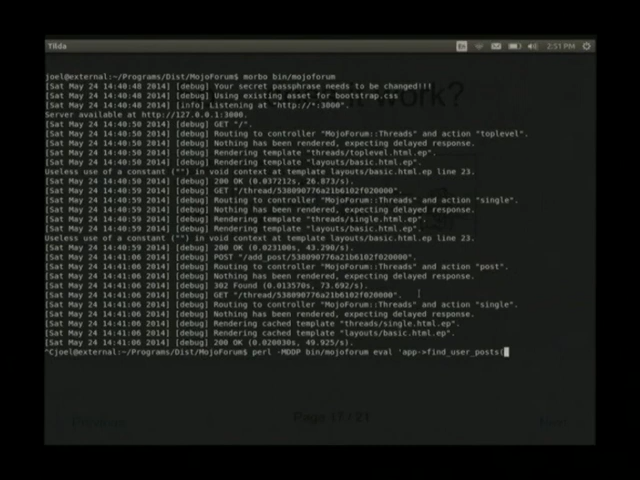 Tilda
En
2:51 PM
joel@external:~/Programs/Dist/MojoForum$ morbo bin/mojoforum
[Sat May 24 14:40:48 2014] [debug] Your secret passphrase needs to be changed!!!
[Sat May 24 14:40:48 2014] [debug] Using existing asset for bootstrap.css
[Sat May 24 14:40:48 2014] [info] Listening at "http://*:3000".
Server available at http://127.0.0.1:3000.
[Sat May 24 14:40:50 2014] [debug] GET "/".
[Sat May 24 14:40:50 2014] [debug] Routing to controller "MojoForum::Threads" and action "toplevel".
[Sat May 24 14:40:50 2014] [debug] Nothing has been rendered, expecting delayed response.
[Sat May 24 14:40:50 2014] [debug] Rendering template "threads/toplevel.html.ep".
[Sat May 24 14:40:50 2014] [debug] Rendering template "layouts/basic.html.ep".
Useless use of a constant ("") in void context at template layouts/basic.html.ep line 23.
[Sat May 24 14:40:50 2014] [debug] 200 OK (0.037212s, 26.873/s).
[Sat May 24 14:40:59 2014] [debug] GET "/thread/538090776a21b6102f020000".
[Sat May 24 14:40:59 2014] [debug] Routing to controller "MojoForum::Threads" and action "single".
[Sat May 24 14:40:59 2014] [debug] Nothing has been rendered, expecting delayed response.
[Sat May 24 14:40:59 2014] [debug] Rendering template "threads/single.html.ep".
[Sat May 24 14:40:59 2014] [debug] Rendering template "layouts/basic.html.ep".
Useless use of a constant ("") in void context at template layouts/basic.html.ep line 23.
[Sat May 24 14:40:59 2014] [debug] 200 OK (0.023100s, 43.290/s).
[Sat May 24 14:41:06 2014] [debug] POST "/add_post/538090776a21b6102f020000".
[Sat May 24 14:41:06 2014] [debug] Routing to controller "MojoForum::Threads" and action "post".
[Sat May 24 14:41:06 2014] [debug] Nothing has been rendered, expecting delayed response.
[Sat May 24 14:41:06 2014] [debug] 302 Found (0.013570s, 73.692/s).
[Sat May 24 14:41:06 2014] [debug] GET "/thread/538090776a21b6102f020000".
[Sat May 24 14:41:06 2014] [debug] Routing to controller "MojoForum::Threads" and action "single".
[Sat May 24 14:41:06 2014] [debug] Nothing has been rendered, expecting delayed response.
[Sat May 24 14:41:06 2014] [debug] Rendering cached template "threads/single.html.ep".
[Sat May 24 14:41:06 2014] [debug] Rendering cached template "layouts/basic.html.ep".
[Sat May 24 14:41:06 2014] [debug] 200 OK (0.020030s, 49.925/s).
^Cjoel@external:~/Programs/Dist/MojoForum$ perl -MDDP bin/mojoforum eval 'app->find_user_posts(
work?
Page 17/21
Next